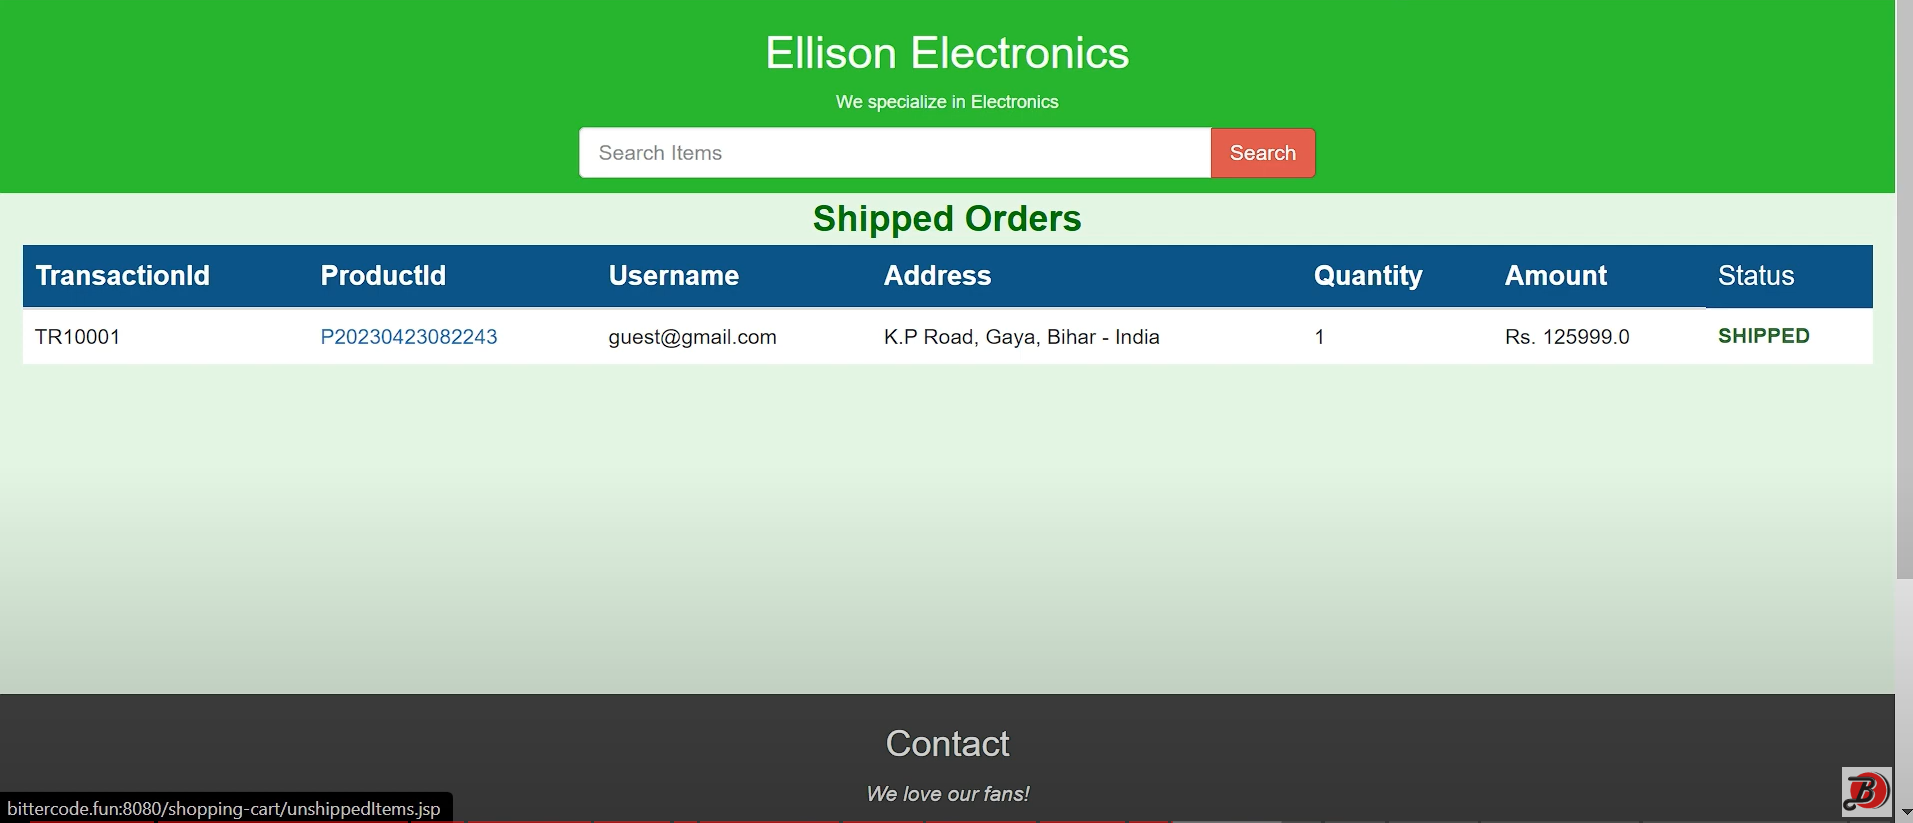 Ellison Electronics
We specialize in Electronics
Search Items Search
Shipped Orders
TransactionId ProductId Username Address Quantity Amount Status
TR10001 P20230423082243 guest@gmail.com K.P Road, Gaya, Bihar - India 1 Rs. 125999.0 SHIPPED
Contact
We love our fans!
B
bittercode.fun:8080/shopping-cart/unshippedItems.jsp